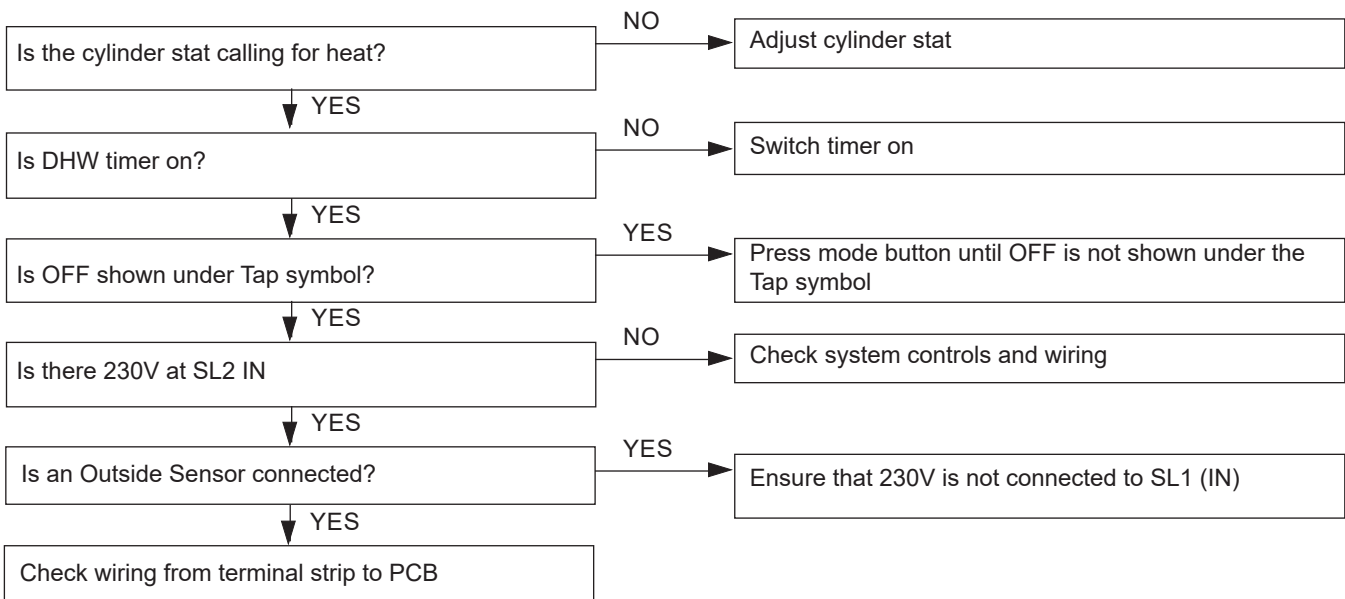 Is the cylinder stat calling for heat?
NO
Adjust cylinder stat
YES
Is DHW timer on?
NO
Switch timer on
YES
Is OFF shown under Tap symbol?
YES
Press mode button until OFF is not shown under the
Tap symbol
YES
Is there 230V at SL2 IN
NO
Check system controls and wiring
YES
Is an Outside Sensor connected?
YES
Ensure that 230V is not connected to SL1 (IN)
YES
Check wiring from terminal strip to PCB